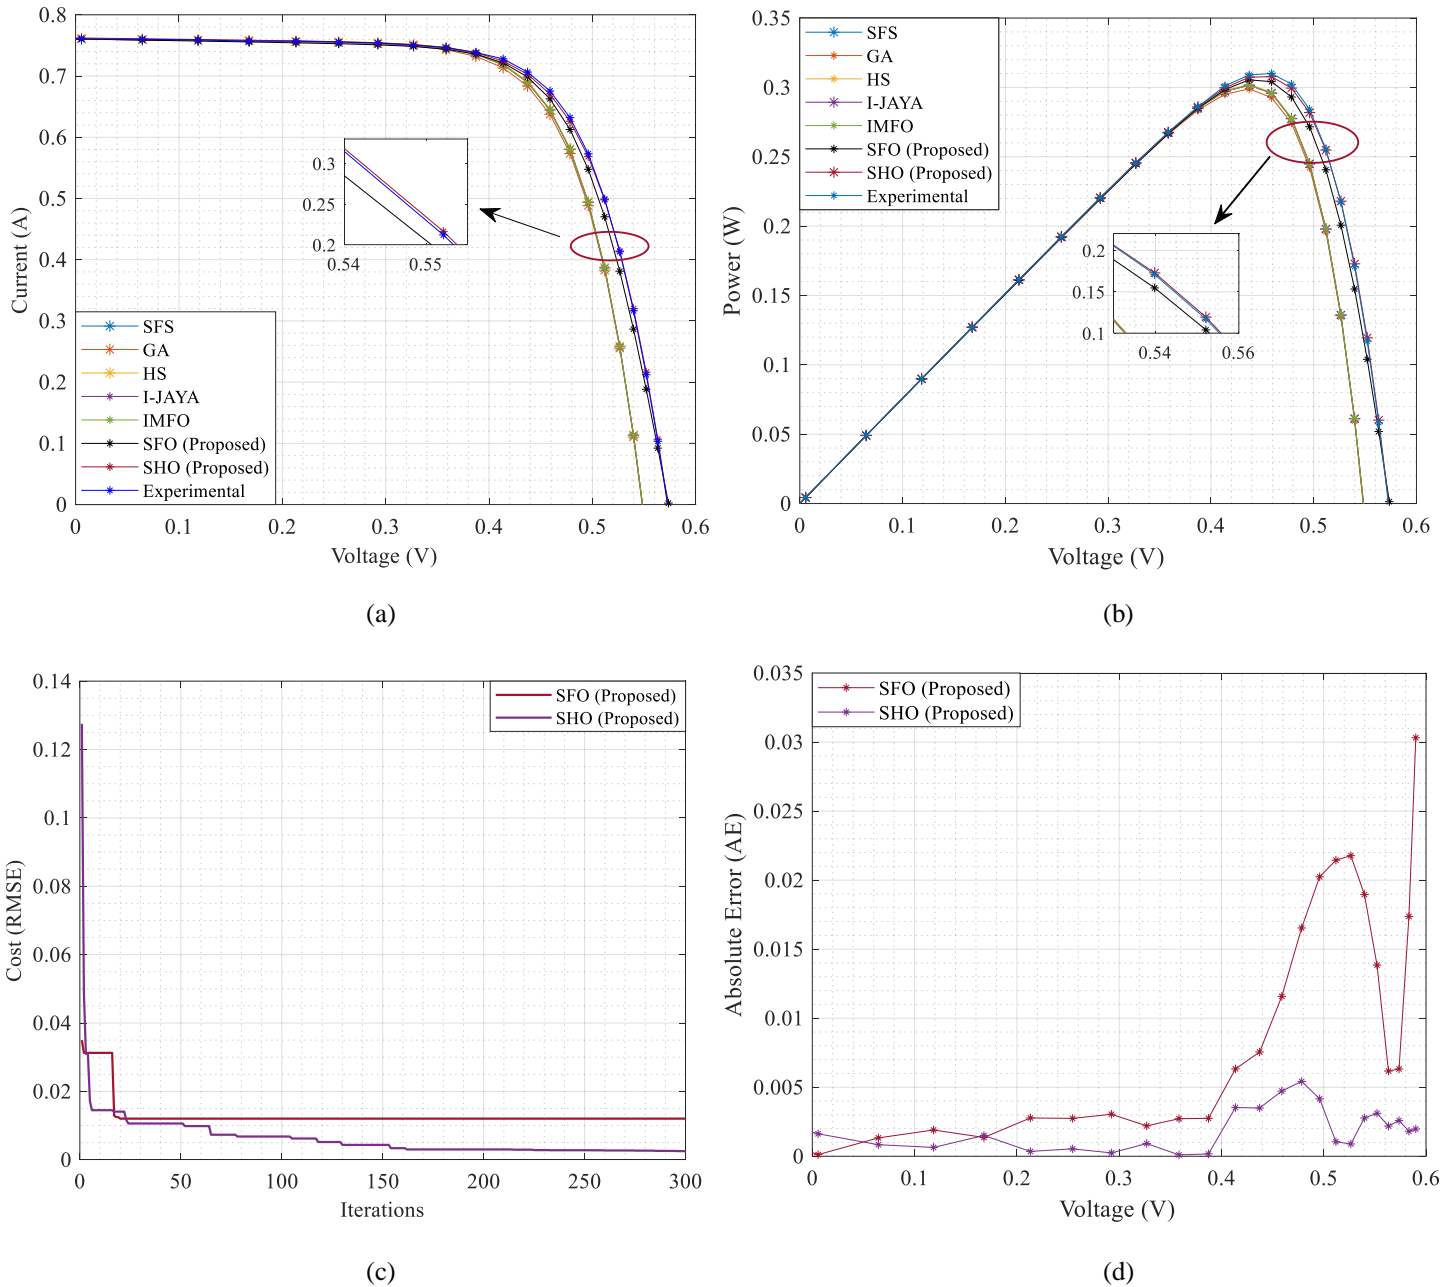 0.8
0.7
0.6
0.5
0.4
0.3
0.2
0.1
0
Current (A)
0.3
0.25
0.2
0.54
0.55
SFS
GA
HS
I-JAYA
IMFO
SFO (Proposed)
SHO (Proposed)
Experimental
0 0.1 0.2 0.3 0.4 0.5 0.6
Voltage (V)
(a)
0.35
0.3
0.25
0.2
0.15
0.1
0.05
0
Power (W)
SFS
GA
HS
I-JAYA
IMFO
SFO (Proposed)
SHO (Proposed)
Experimental
0.2
0.15
0.1
0.54 0.56
0 0.1 0.2 0.3 0.4 0.5 0.6
Voltage (V)
(b)
0.14
0.12
0.1
0.08
0.06
0.04
0.02
0
Cost (RMSE)
SFO (Proposed)
SHO (Proposed)
0 50 100 150 200 250 300
Iterations
(c)
0.035
0.03
0.025
0.02
0.015
0.01
0.005
0
Absolute Error (AE)
SFO (Proposed)
SHO (Proposed)
0 0.1 0.2 0.3 0.4 0.5 0.6
Voltage (V)
(d)